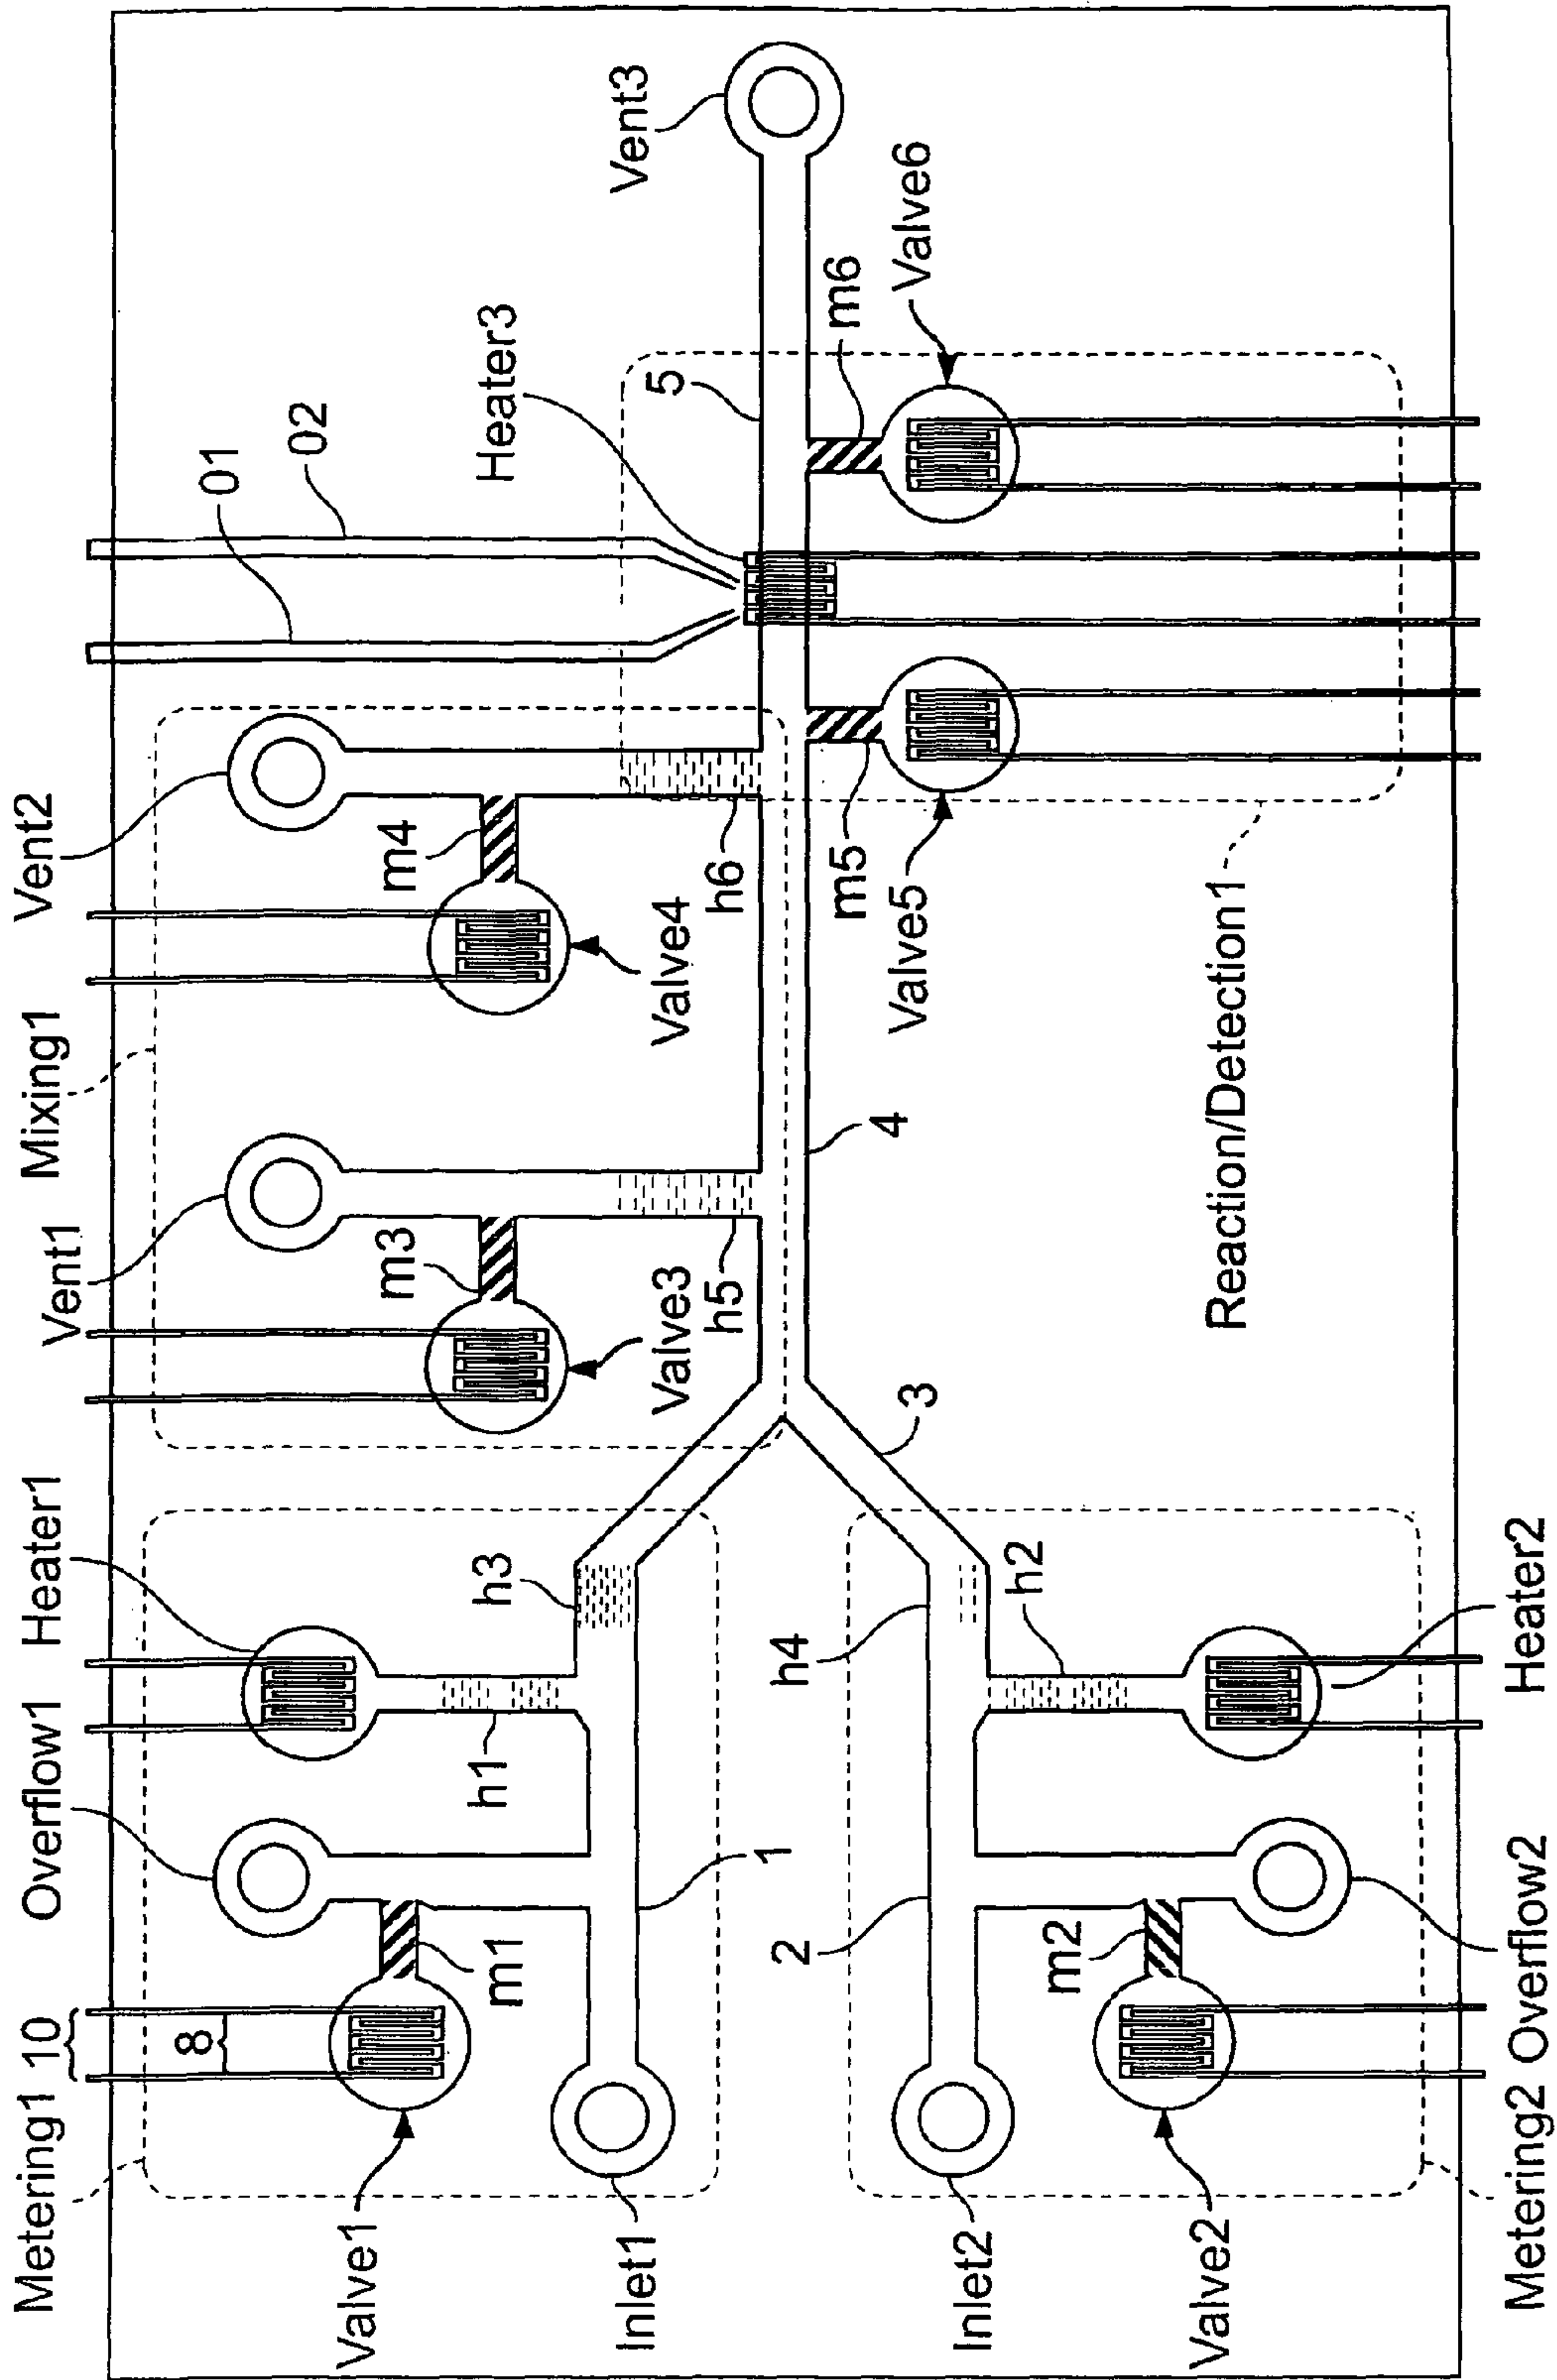 Metering1
10
Overflow1
Heater1
Vent1
Mixing1
Vent2
8
01
02
Vent3
Valve1
m1
h1
h3
m3
Valve3
h5
m4
Valve4
h6
Heater3
5
Inlet1
1
3
4
m5
Valve5
m6
Valve6
Inlet2
2
h4
h2
m2
Valve2
Reaction/Detection1
Metering2
Overflow2
Heater2